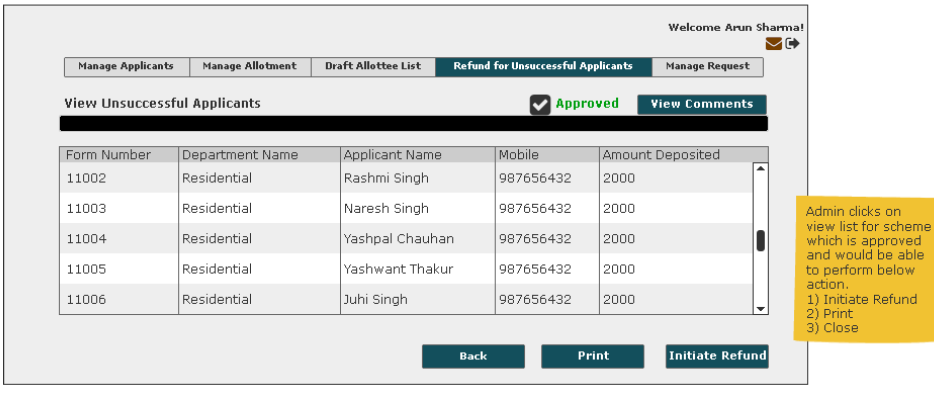 Welcome Arun Sharma!
Manage Applicants Manage Allotment Draft Allottee List Refund for Unsuccessful Applicants Manage Request
View Unsuccessful Applicants Approved View Comments
Form Number Department Name Applicant Name Mobile Amount Deposited
11002 Residential Rashmi Singh 987656432 2000
11003 Residential Naresh Singh 987656432 2000
11004 Residential Yashpal Chauhan 987656432 2000
11005 Residential Yashwant Thakur 987656432 2000
11006 Residential Juhi Singh 987656432 2000
Back Print Initiate Refund
Admin clicks on
view list for scheme
which is approved
and would be able
to perform below
action.
1) Initiate Refund
2) Print
3) Close